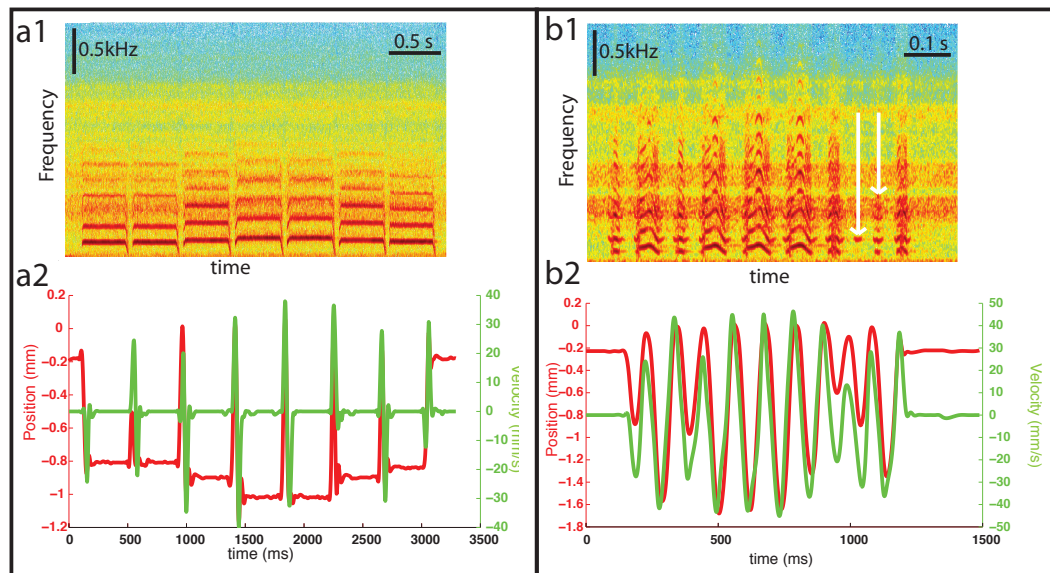 a1
0.5kHz
0.5 s
Frequency
time
a2
0.2
0
−0.2
−0.4
−0.6
−0.8
−1
−1.2
Position (mm)
40
30
20
10
0
−10
−20
−30
−40
Velocity (mm/s)
0
500
1000
1500
2000
2500
3000
3500
time (ms)
b1
0.5kHz
0.1 s
Frequency
time
b2
0.2
0
−0.2
−0.4
−0.6
−0.8
−1
−1.2
−1.4
−1.6
−1.8
Position (mm)
50
40
30
20
10
0
−10
−20
−30
−40
−50
Velocity (mm/s)
0
500
1000
1500
time (ms)